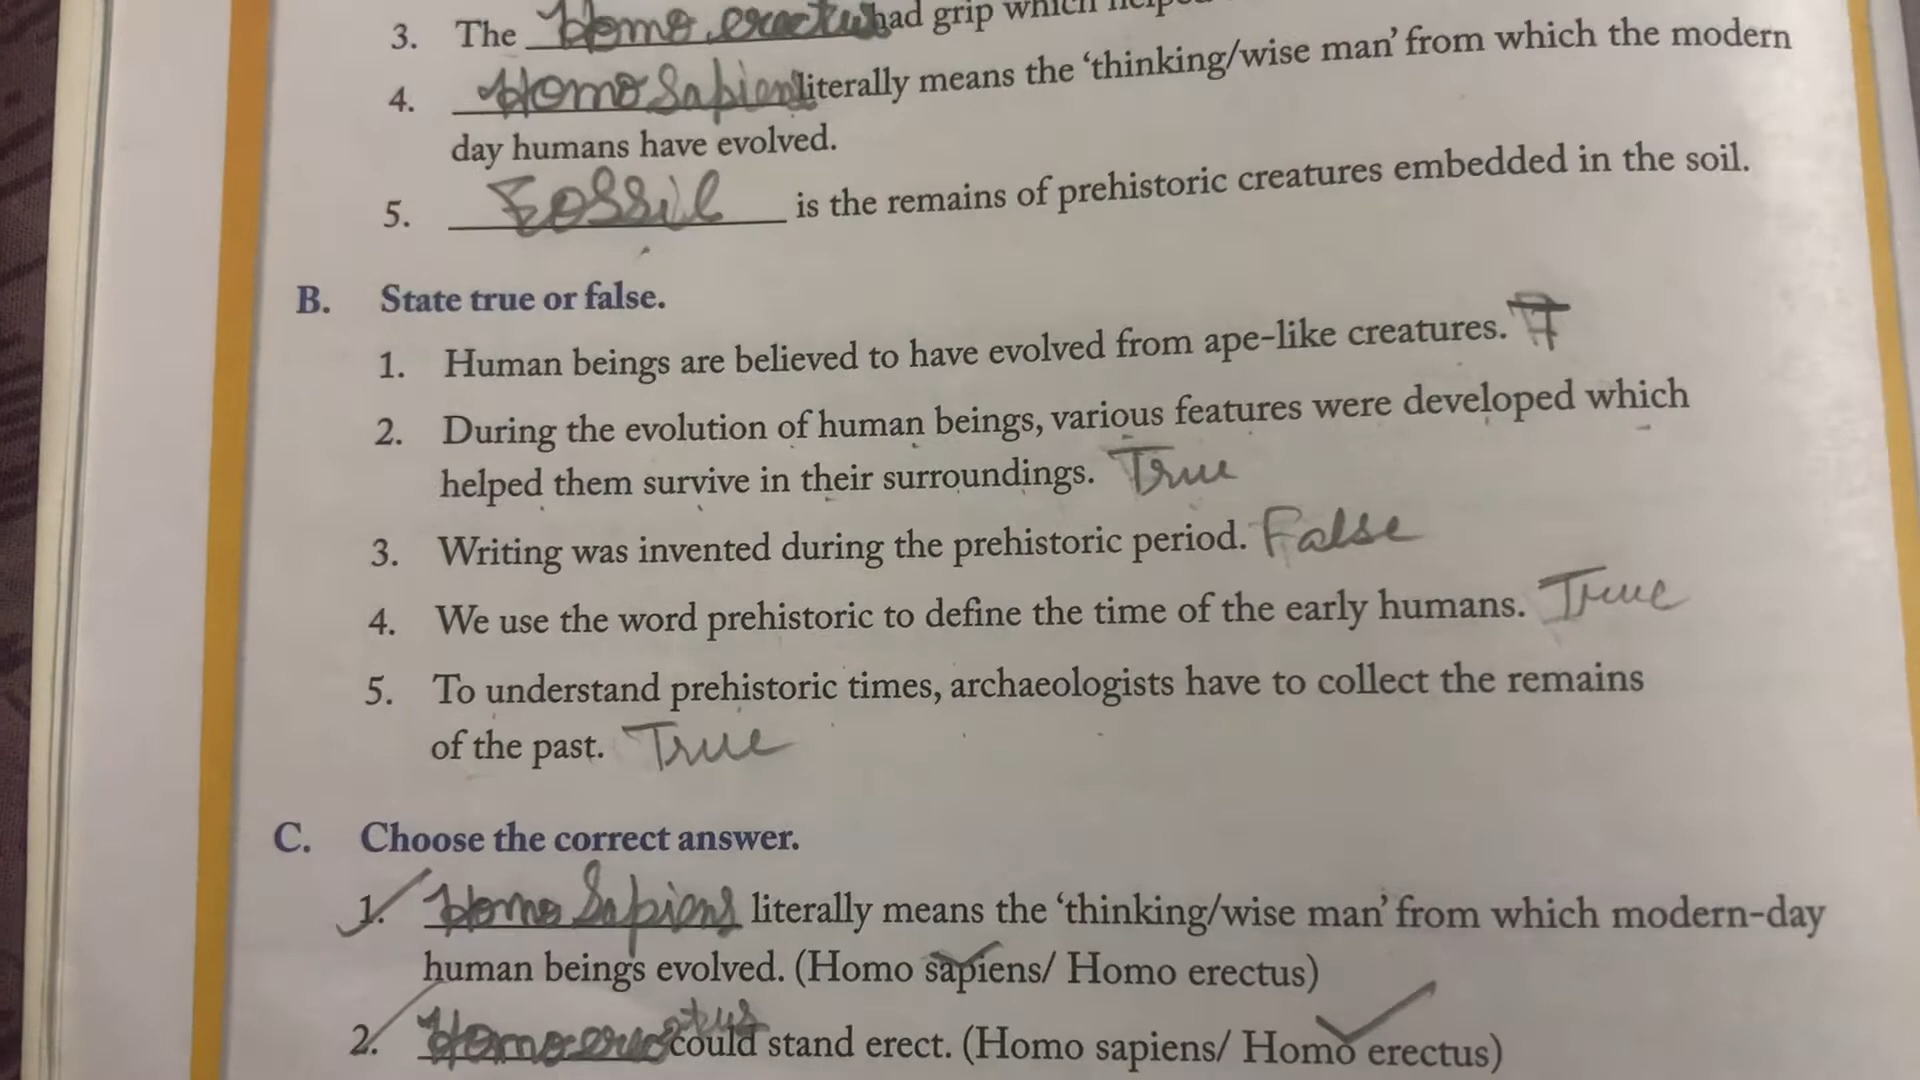 3. The Homo erectus had grip which
4. Homo Sapiens literally means the ‘thinking/wise man’ from which the modern
day humans have evolved.
5. Fossil is the remains of prehistoric creatures embedded in the soil.
B. State true or false.
1. Human beings are believed to have evolved from ape-like creatures. T
2. During the evolution of human beings, various features were developed which
helped them survive in their surroundings. True
3. Writing was invented during the prehistoric period. False
4. We use the word prehistoric to define the time of the early humans. True
5. To understand prehistoric times, archaeologists have to collect the remains
of the past. True
C. Choose the correct answer.
1. Homo Sapiens literally means the ‘thinking/wise man’ from which modern-day
human beings evolved. (Homo sapiens/ Homo erectus)
2. Homo erectus could stand erect. (Homo sapiens/ Homo erectus)